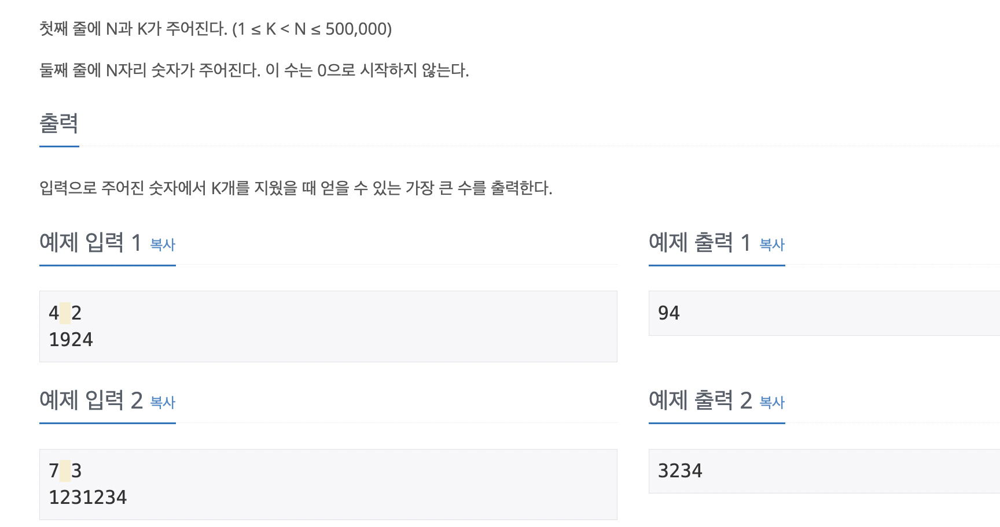 첫째 줄에 N과 K가 주어진다. (1 ≤ K < N ≤ 500,000)
둘째 줄에 N자리 숫자가 주어진다. 이 수는 0으로 시작하지 않는다.
출력
입력으로 주어진 숫자에서 K개를 지웠을 때 얻을 수 있는 가장 큰 수를 출력한다.
예제 입력 1 복사
4 2
1924
예제 출력 1 복사
94
예제 입력 2 복사
7 3
1231234
예제 출력 2 복사
3234